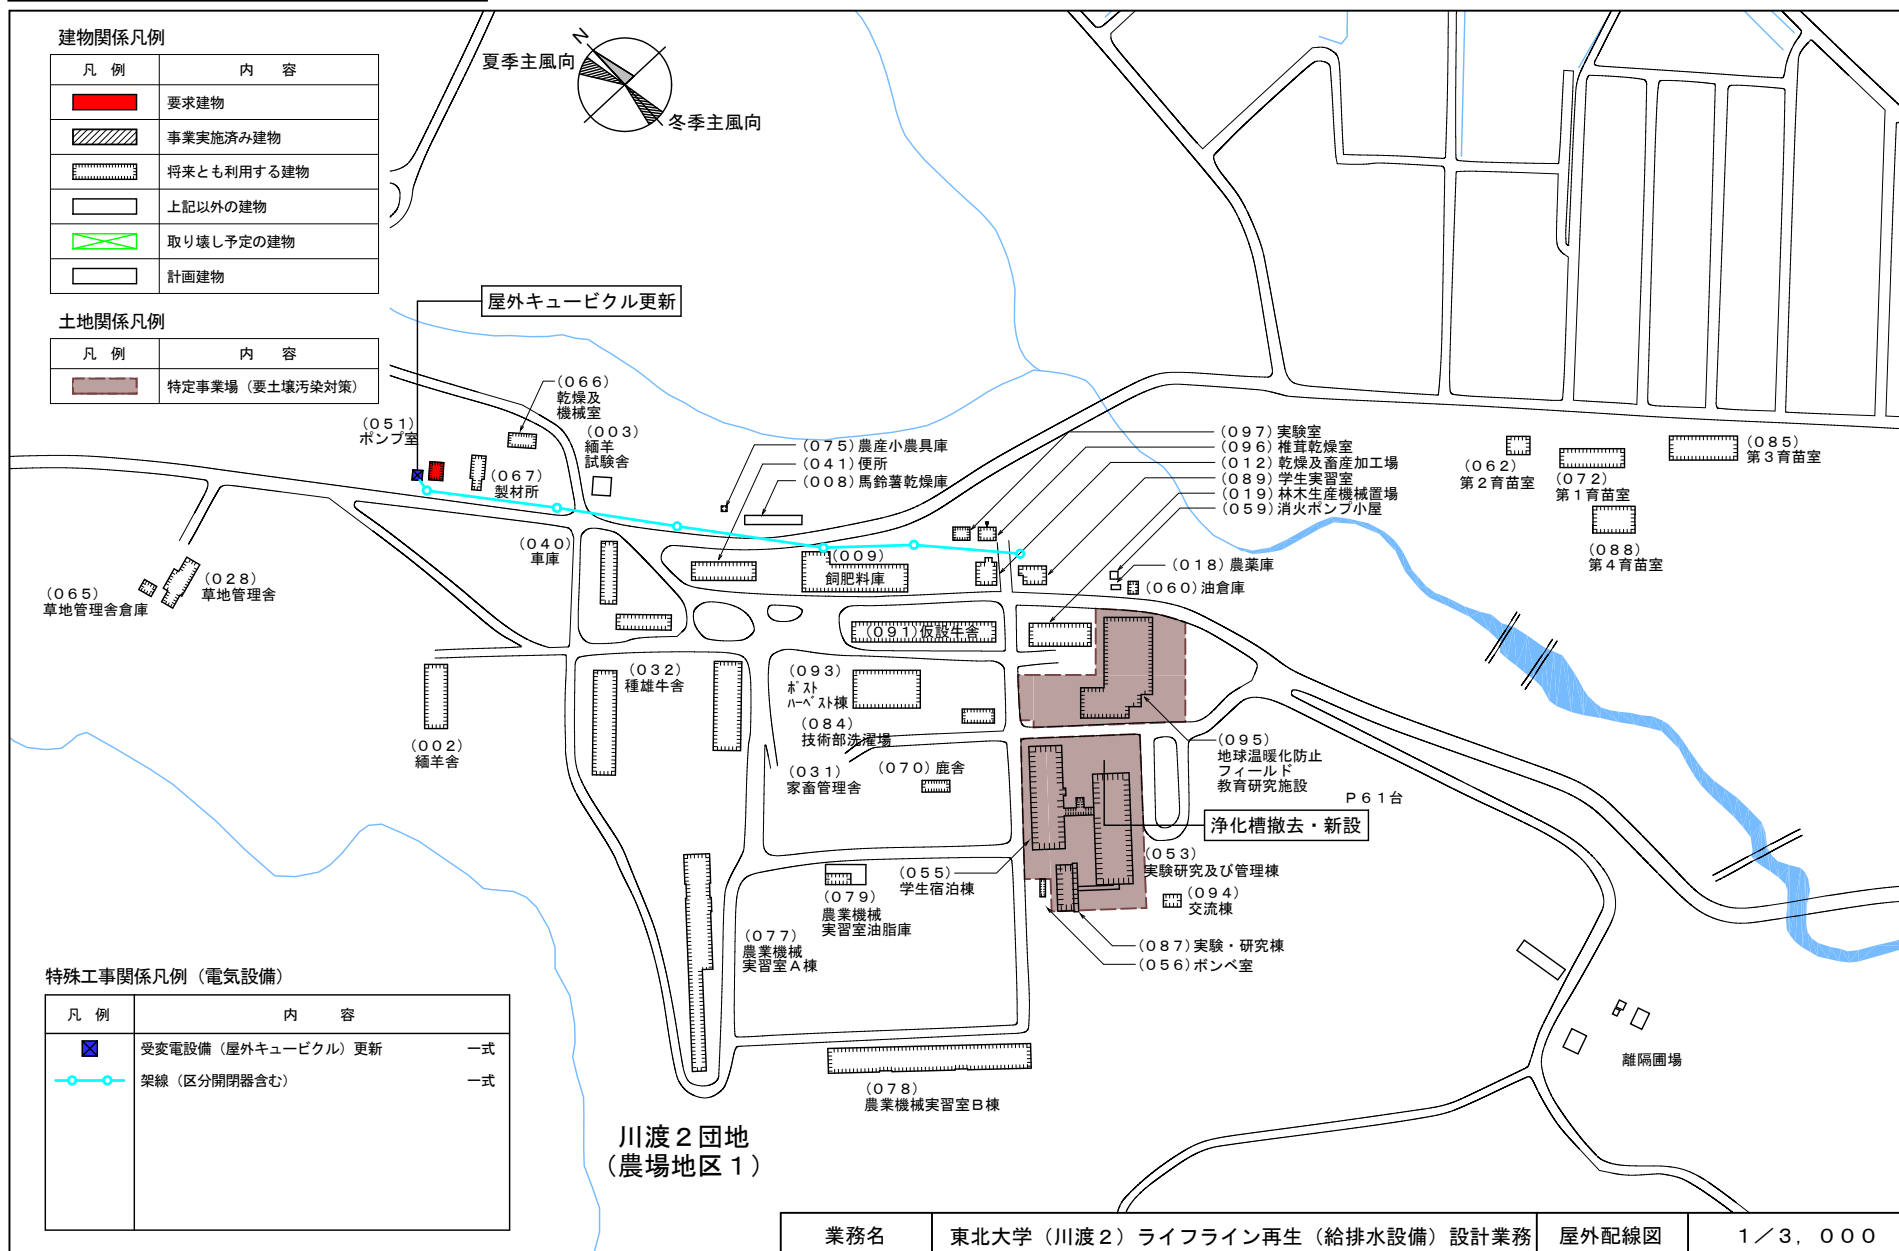 建物関係凡例
凡 例 内 容
要求建物
事業実施済み建物
将来とも利用する建物
上記以外の建物
取り壊し予定の建物
計画建物
土地関係凡例
凡 例 内 容
特定事業場（要土壌汚染対策）
N
夏季主風向
冬季主風向
屋外キュービクル更新
(０５１)
ポンプ室
(０６６)
乾燥及
機械室
(０６７)
製材所
(００３)
緬羊
試験舎
(０７５)農産小農具庫
(０４１)便所
(００８)馬鈴薯乾燥庫
(０９７)実験室
(０９６)椎茸乾燥室
(０１２)乾燥及畜産加工場
(０８９)学生実習室
(０１９)林木生産機械置場
(０５９)消火ポンプ小屋
(０１８)農薬庫
(０６０)油倉庫
(０６２)
第２育苗室
(０７２)
第１育苗室
(０８５)
第３育苗室
(０８８)
第４育苗室
(０６５)
草地管理舎倉庫
(０２８)
草地管理舎
(０４０)
車庫
(００９)
飼肥料庫
(０９１)仮設牛舎
(００２)
緬羊舎
(０３２)
種雄牛舎
(０９３)
ポスト
ハーベスト棟
(０８４)
技術部洗濯場
(０３１)
家畜管理舎
(０７０)鹿舎
(０９５)
地球温暖化防止
フィールド
教育研究施設
Ｐ６１台
浄化槽撤去・新設
(０５３)
実験研究及び管理棟
(０５５)
学生宿泊棟
(０９４)
交流棟
(０８７)実験・研究棟
(０５６)ボンベ室
(０７９)
農業機械
実習室油脂庫
(０７７)
農業機械
実習室Ａ棟
(０７８)
農業機械実習室Ｂ棟
離隔圃場
特殊工事関係凡例（電気設備）
凡 例 内 容
受変電設備（屋外キュービクル）更新 一式
架線（区分開閉器含む） 一式
川渡２団地
（農場地区１）
業務名 東北大学（川渡２）ライフライン再生（給排水設備）設計業務 屋外配線図 １／３，０００